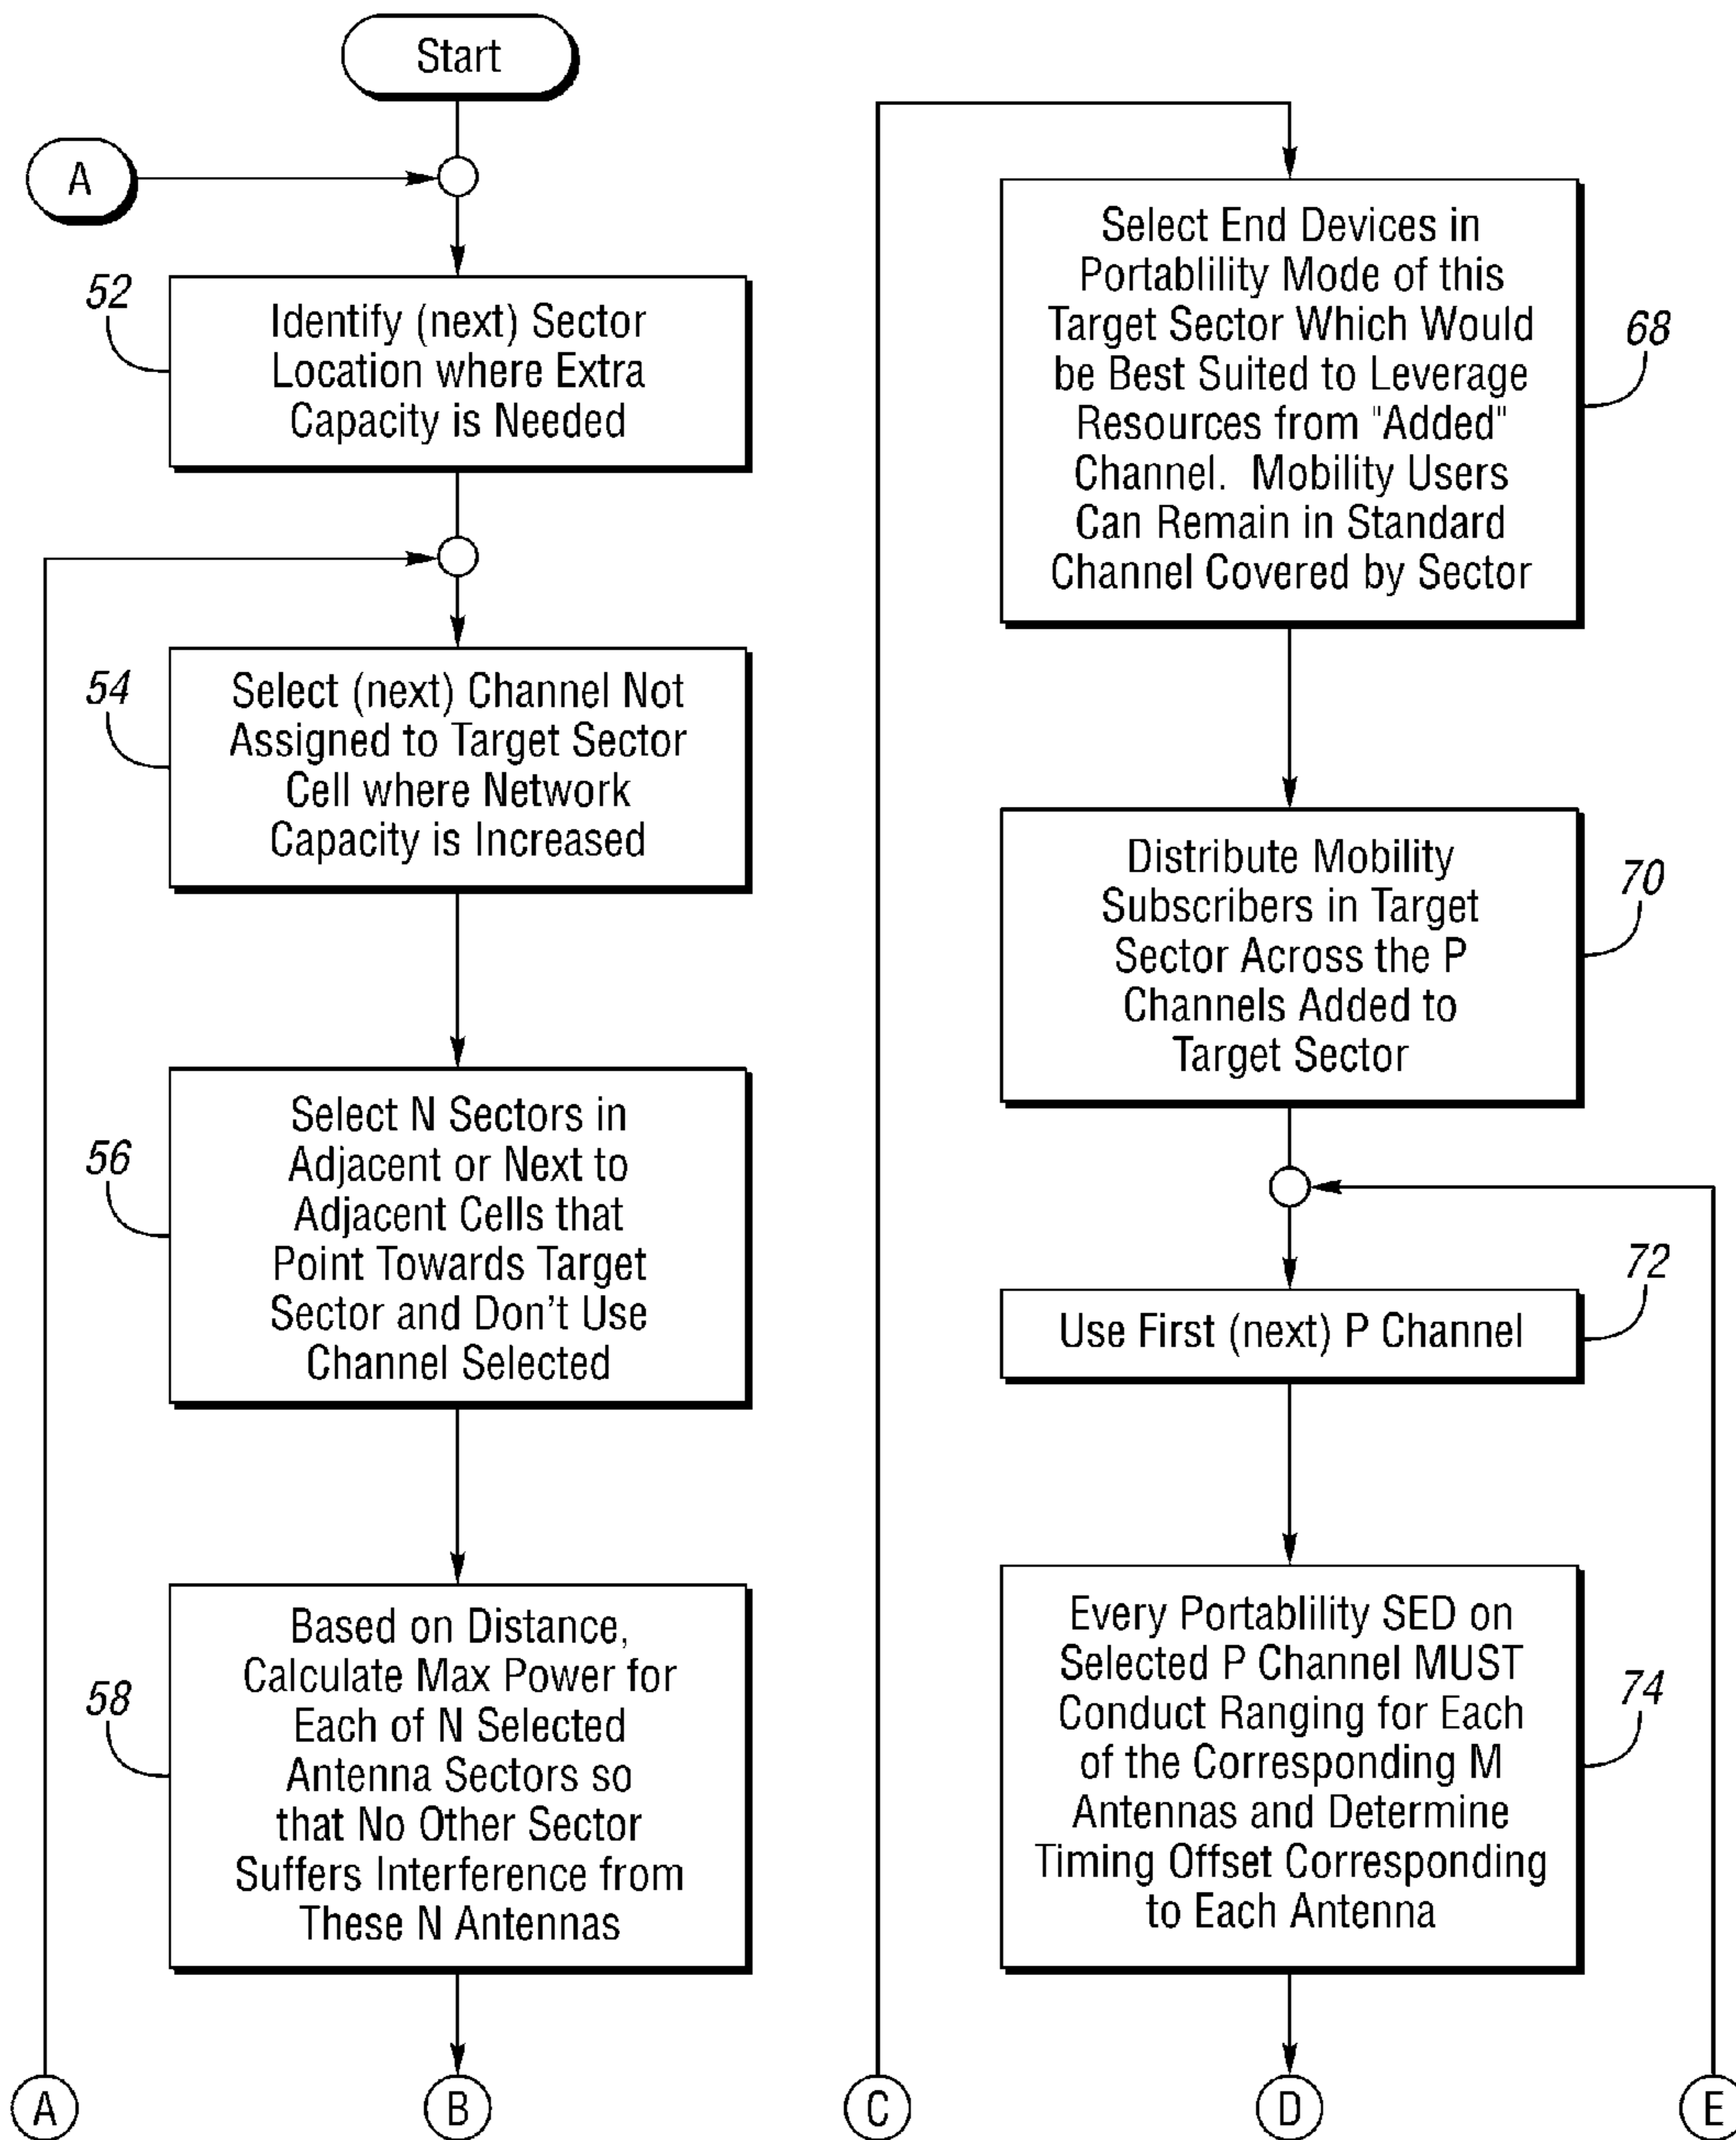 Start
A
52
Identify (next) Sector
Location where Extra
Capacity is Needed
54
Select (next) Channel Not
Assigned to Target Sector
Cell where Network
Capacity is Increased
56
Select N Sectors in
Adjacent or Next to
Adjacent Cells that
Point Towards Target
Sector and Don't Use
Channel Selected
58
Based on Distance,
Calculate Max Power for
Each of N Selected
Antenna Sectors so
that No Other Sector
Suffers Interference from
These N Antennas
A
B
Select End Devices in
Portablility Mode of this
Target Sector Which Would
be Best Suited to Leverage
Resources from "Added"
Channel. Mobility Users
Can Remain in Standard
Channel Covered by Sector
68
Distribute Mobility
Subscribers in Target
Sector Across the P
Channels Added to
Target Sector
70
Use First (next) P Channel
72
Every Portablility SED on
Selected P Channel MUST
Conduct Ranging for Each
of the Corresponding M
Antennas and Determine
Timing Offset Corresponding
to Each Antenna
74
C
D
E